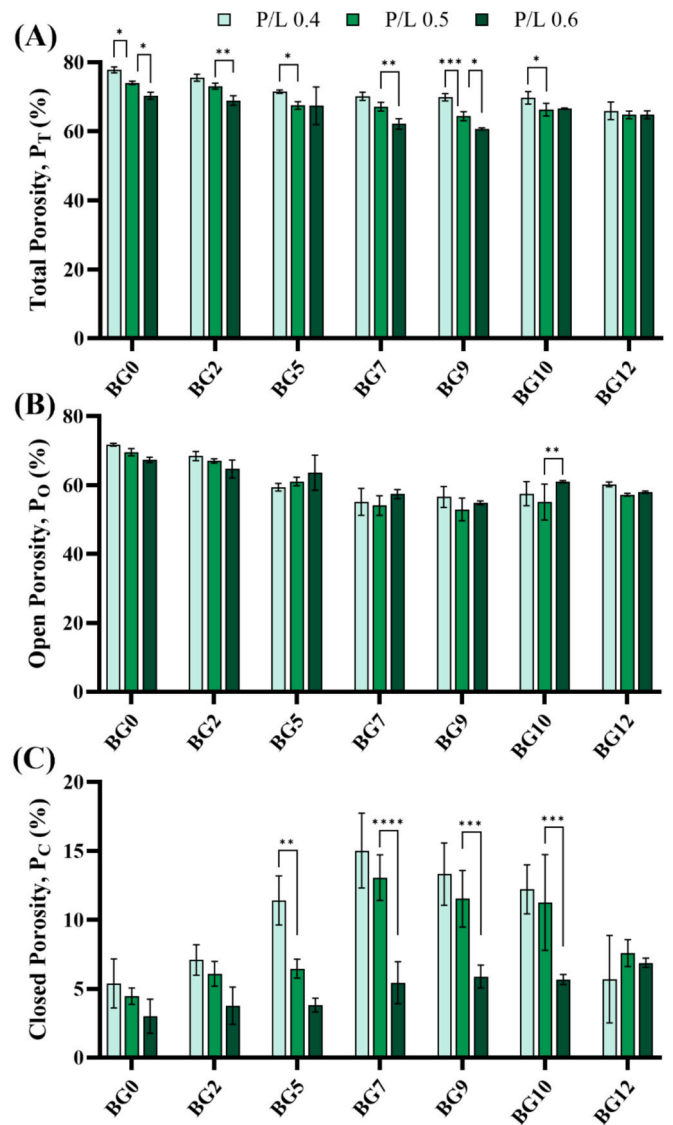 (A)
P/L 0.4 P/L 0.5 P/L 0.6
Total Porosity, P_T (%)
80
60
40
20
0
* * ** * ** *** * *
BG0 BG2 BG5 BG7 BG9 BG10 BG12
(B)
Open Porosity, P_O (%)
80
60
40
20
0
**
BG0 BG2 BG5 BG7 BG9 BG10 BG12
(C)
Closed Porosity, P_C (%)
20
15
10
5
0
** **** *** ***
BG0 BG2 BG5 BG7 BG9 BG10 BG12